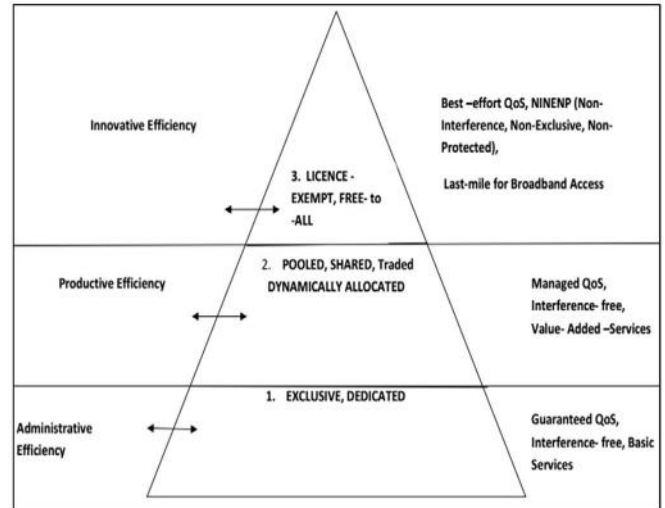 Innovative Efficiency
3. LICENCE -
EXEMPT, FREE- to
-ALL
Best –effort QoS, NINENP (Non-
Interference, Non-Exclusive, Non-
Protected),
Last-mile for Broadband Access
Productive Efficiency
2. POOLED, SHARED, Traded
DYNAMICALLY ALLOCATED
Managed QoS,
Interference- free,
Value- Added –Services
Administrative
Efficiency
1. EXCLUSIVE, DEDICATED
Guaranteed QoS,
Interference- free, Basic
Services